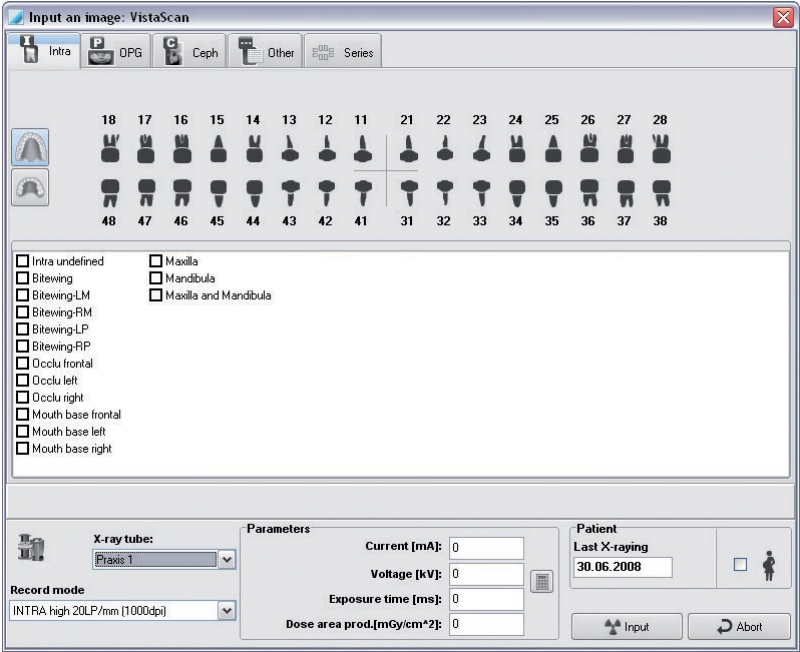 Input an image: VistaScan
I Intra P OPG C Ceph Other Series
18 17 16 15 14 13 12 11 21 22 23 24 25 26 27 28
48 47 46 45 44 43 42 41 31 32 33 34 35 36 37 38
Intra undefined Maxilla
Bitewing Mandibula
Bitewing-LM Maxilla and Mandibula
Bitewing-RM
Bitewing-LP
Bitewing-RP
Occlu frontal
Occlu left
Occlu right
Mouth base frontal
Mouth base left
Mouth base right
X-ray tube:
Praxis 1
Record mode
INTRA high 20LP/mm (1000dpi)
Parameters
Current [mA]: 0
Voltage [kV]: 0
Exposure time [ms]: 0
Dose area prod.[mGy/cm^2]: 0
Patient
Last X-raying
30.06.2008
Input Abort